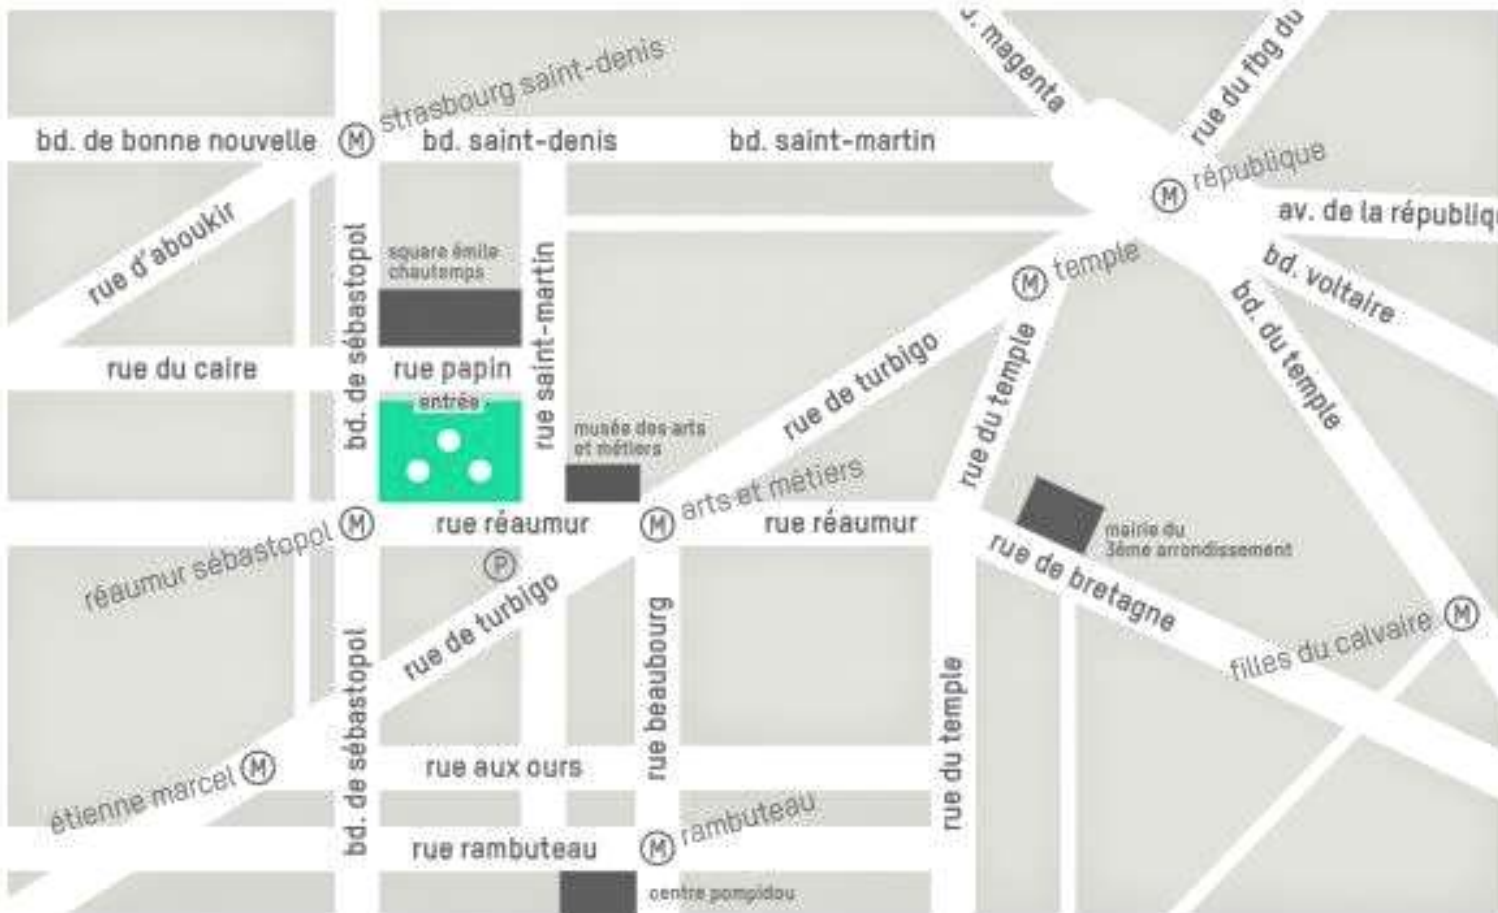 bd. magenta
rue du fbg du
strasbourg saint-denis
bd. de bonne nouvelle
M
bd. saint-denis
bd. saint-martin
république
M
av. de la républiq
rue d'aboukir
bd. de sébastopol
square émile
chautemps
rue saint-martin
temple
M
bd. voltaire
bd. du temple
rue du caire
rue papin
entrée
rue de turbigo
rue du temple
musée des arts
et métiers
arts et métiers
M
réaumur sébastopol
M
rue réaumur
rue réaumur
mairie du
3ème arrondissement
rue de bretagne
P
rue de turbigo
bd. de sébastopol
rue beaubourg
rue du temple
filles du calvaire
M
étienne marcel
M
rue aux ours
rue rambuteau
M
rambuteau
centre pompidou